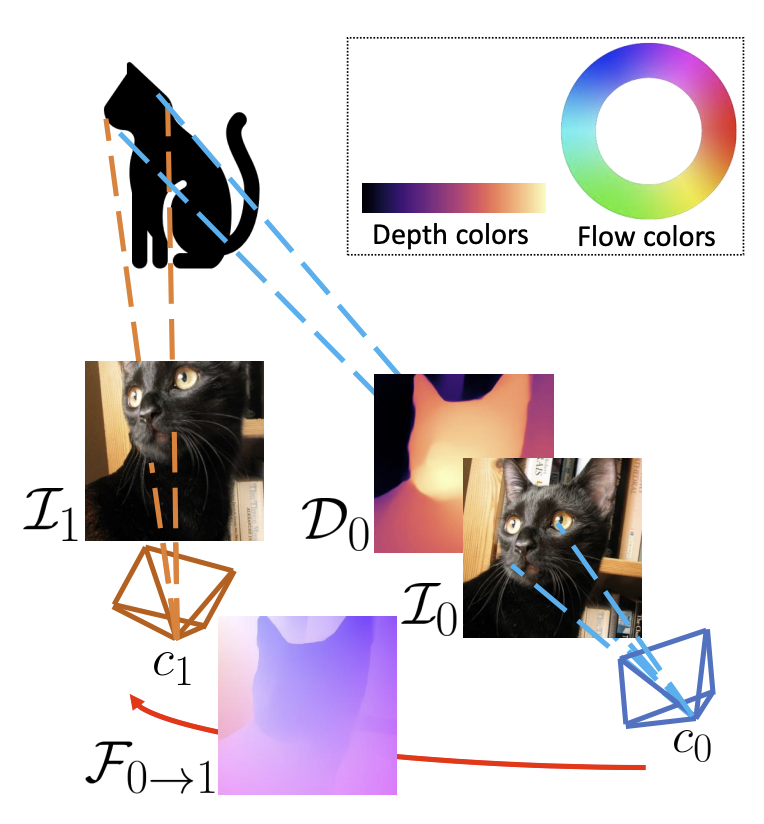 Depth colors
Flow colors
𝓘₁
𝓓₀
𝓘₀
c₁
c₀
𝓕₀→₁